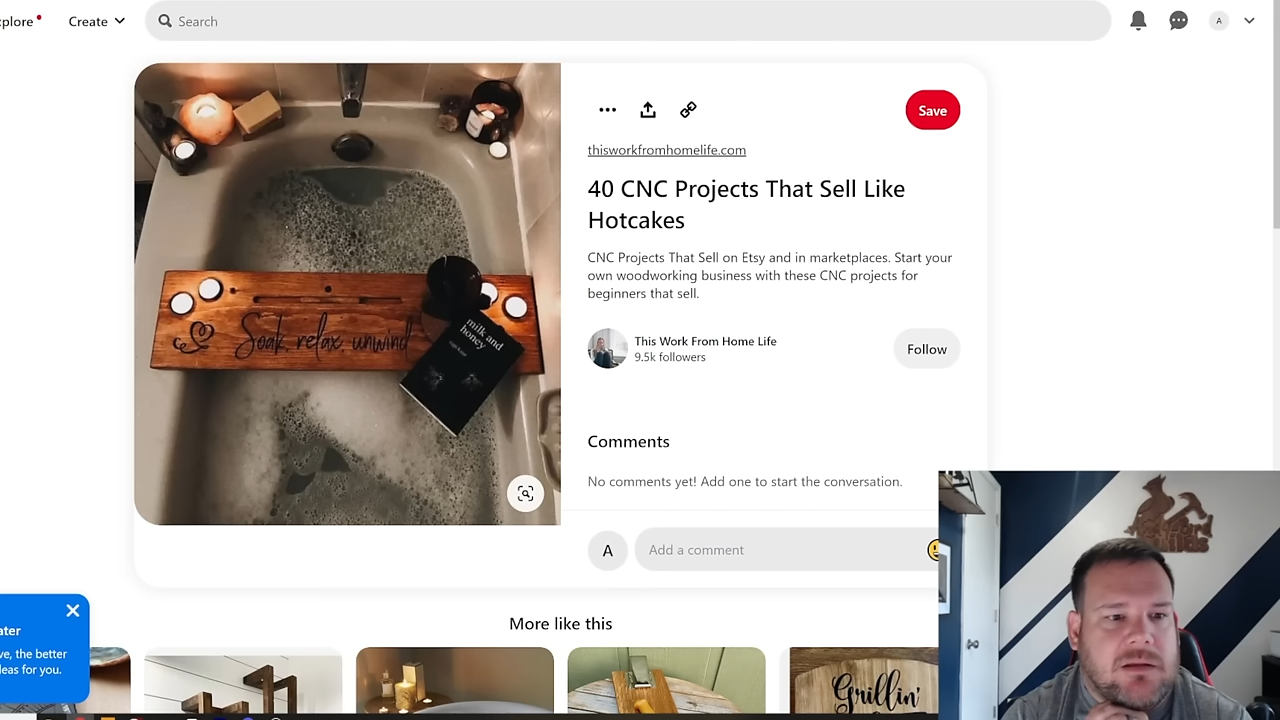 xplore
Create
Search
Save
thisworkfromhomelife.com
40 CNC Projects That Sell Like
Hotcakes
CNC Projects That Sell on Etsy and in marketplaces. Start your
own woodworking business with these CNC projects for
beginners that sell.
This Work From Home Life
9.5k followers
Follow
Comments
No comments yet! Add one to start the conversation.
A
Add a comment
More like this
ater
ve, the better
deas for you.
A
Soak, relax, unwind
milk and
honey
Grillin'